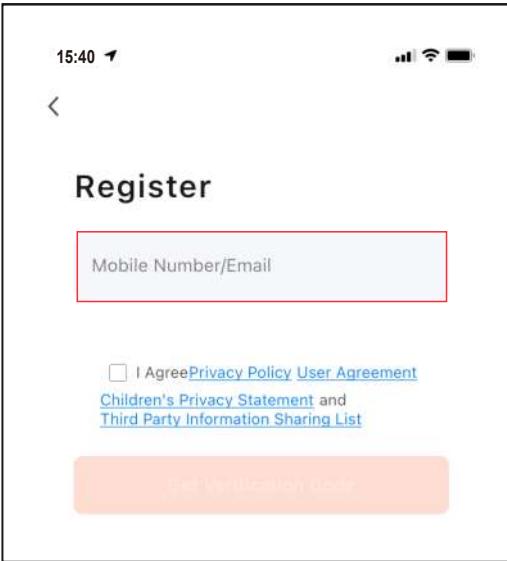 15:40
Register
Mobile Number/Email
I AgreePrivacy Policy User Agreement
Children's Privacy Statement and
Third Party Information Sharing List
Get Verification Code